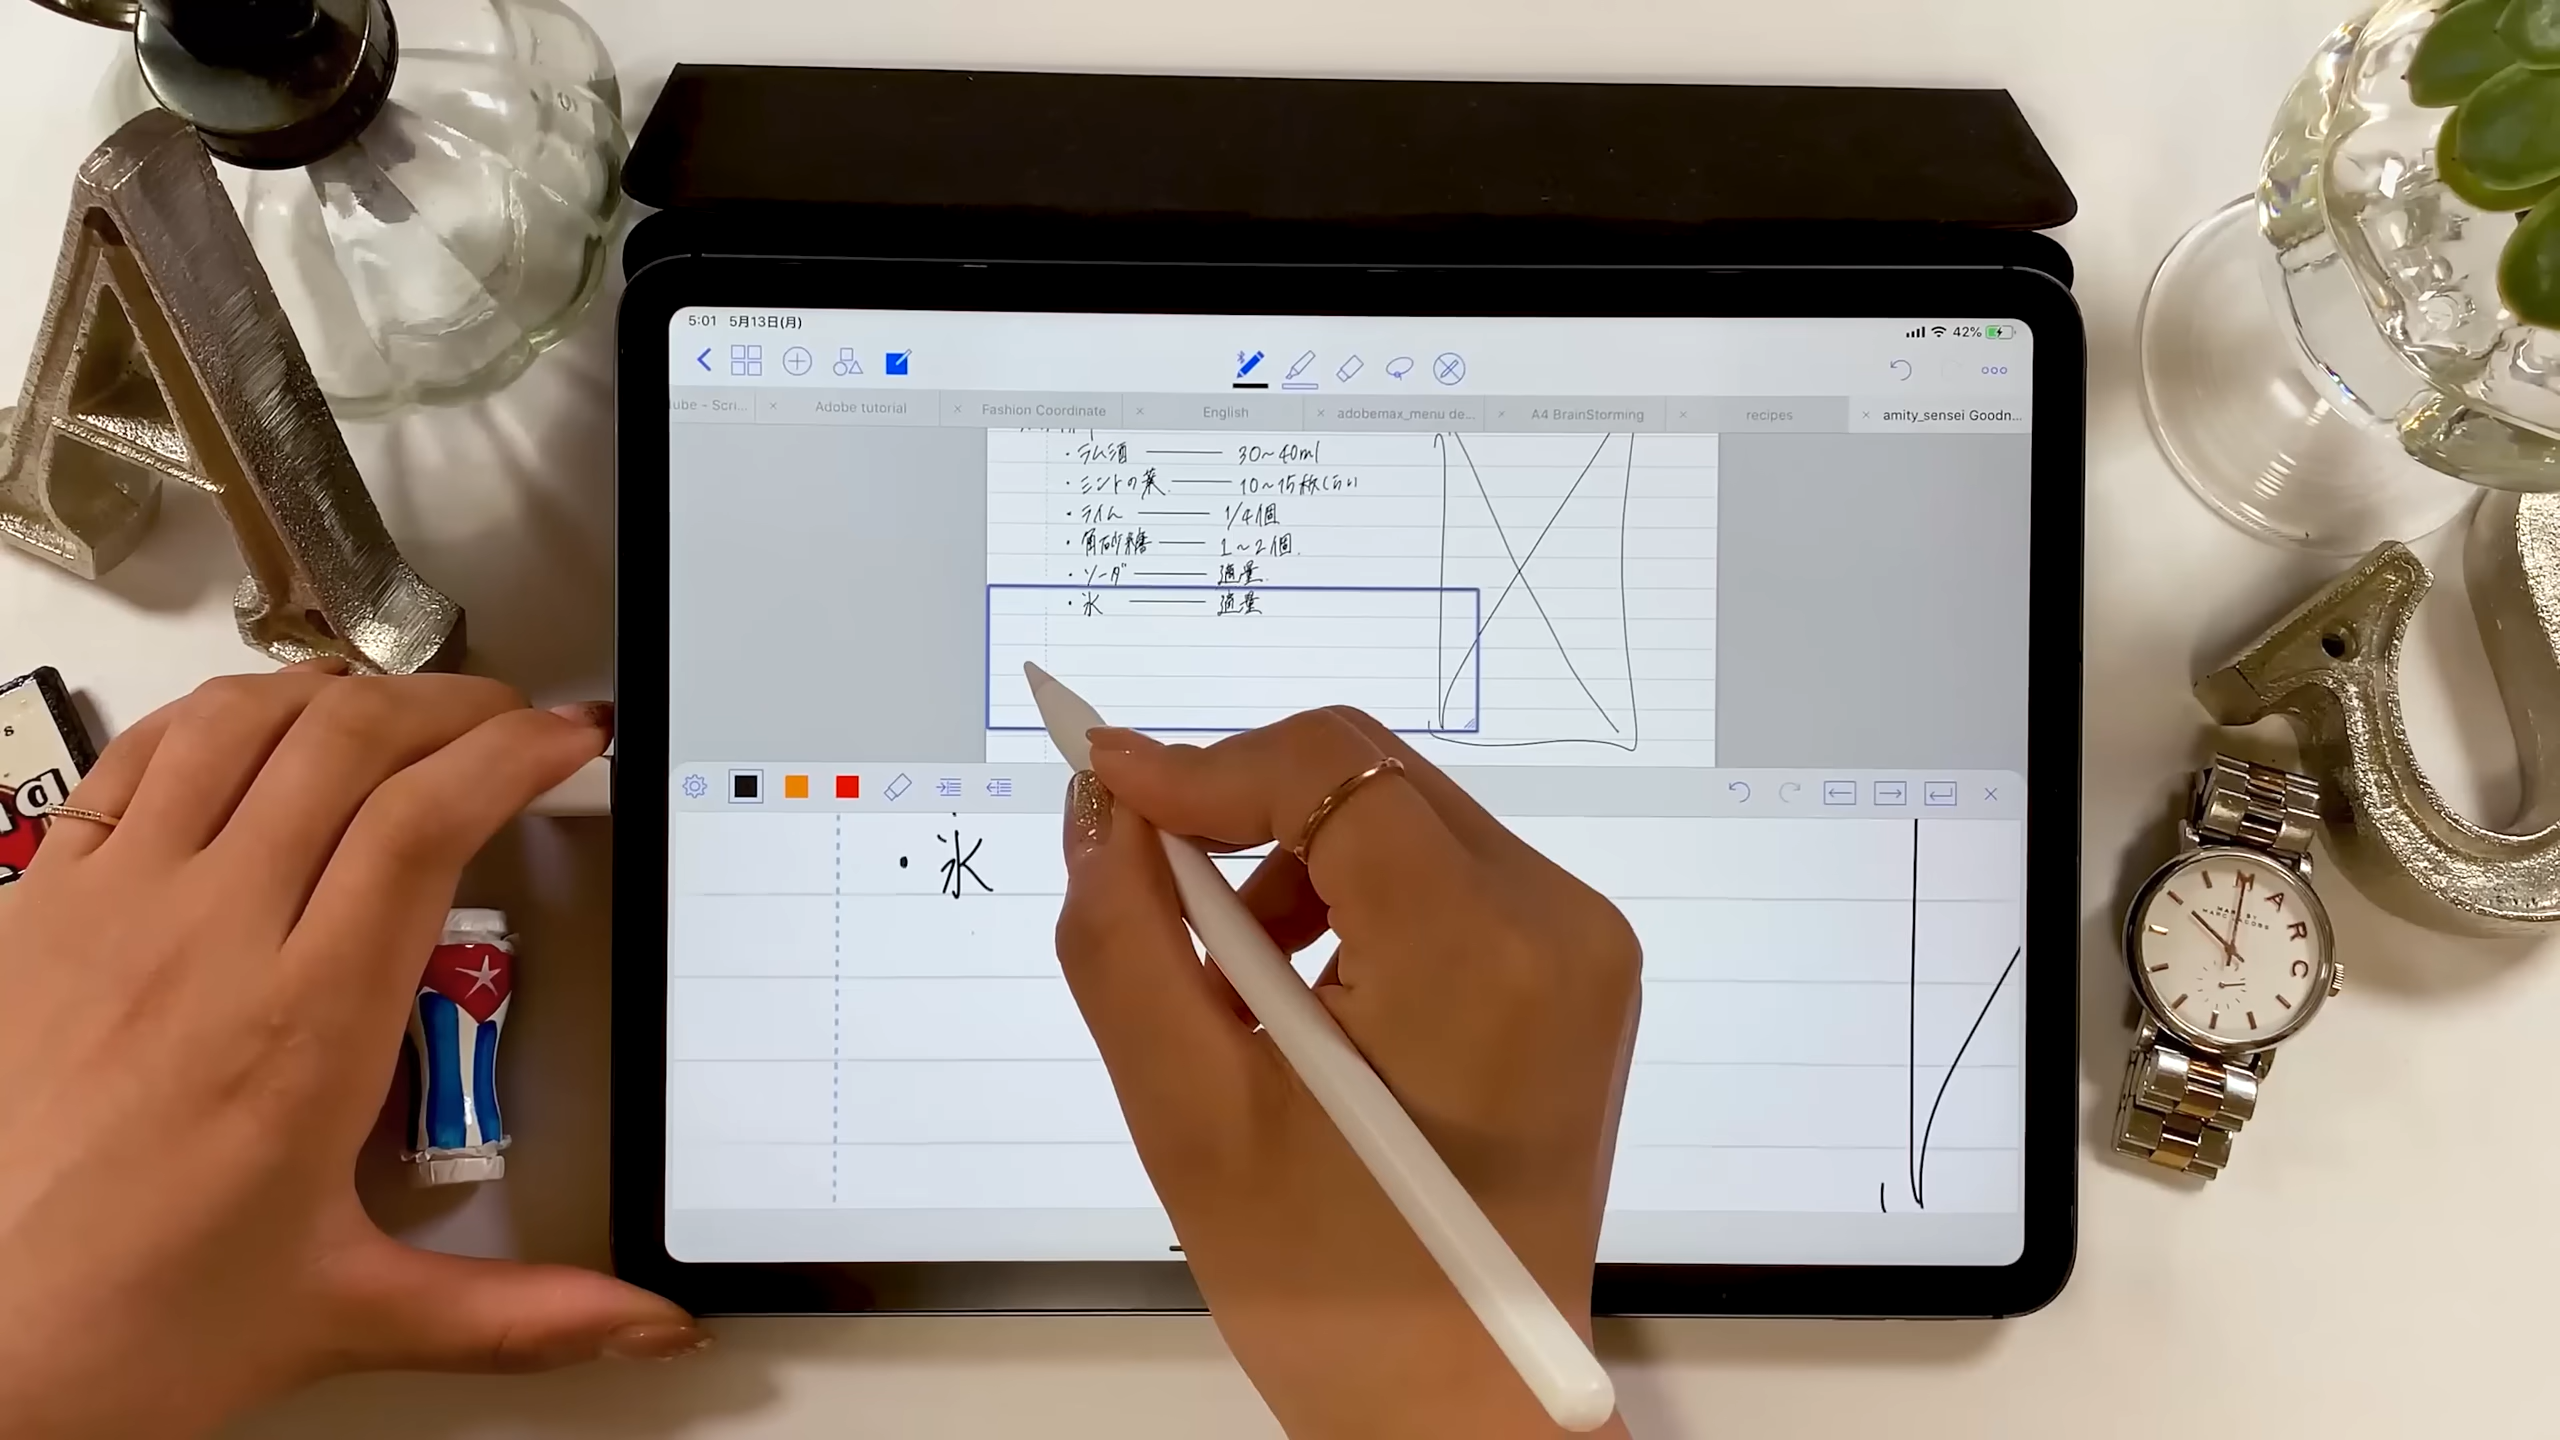 5:01 5月13日(月)
42%
ube - Scri...
Adobe tutorial
Fashion Coordinate
English
adobemax_menu de...
A4 BrainStorming
recipes
amity_sensei Goodn...
・ラム酒 —— 30~40ml
・ミントの葉 —— 10~15枚くらい
・ライム —— 1/4個
・角砂糖 —— 1~2個.
・ソーダ —— 適量
・氷 —— 適量
・氷
MARC
MARC BY
MARC JACOBS